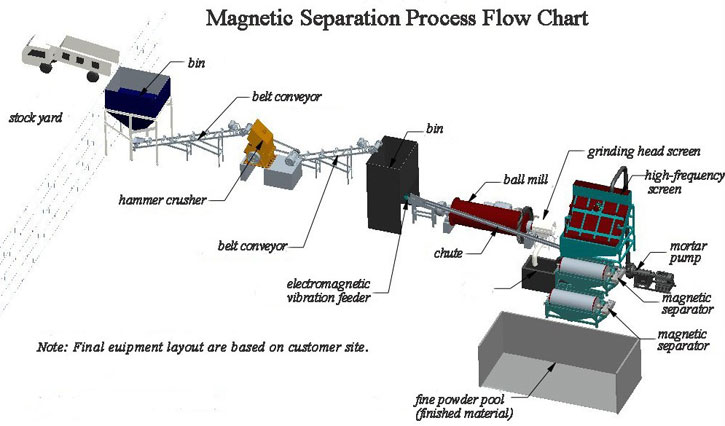 Magnetic Separation Process Flow Chart
bin
stock yard
belt conveyor
hammer crusher
bin
belt conveyor
electromagnetic
vibration feeder
ball mill
chute
grinding head screen
high-frequency
screen
mortar
pump
magnetic
separator
magnetic
separator
Note: Final euipment layout are based on customer site.
fine powder pool
(finished material)